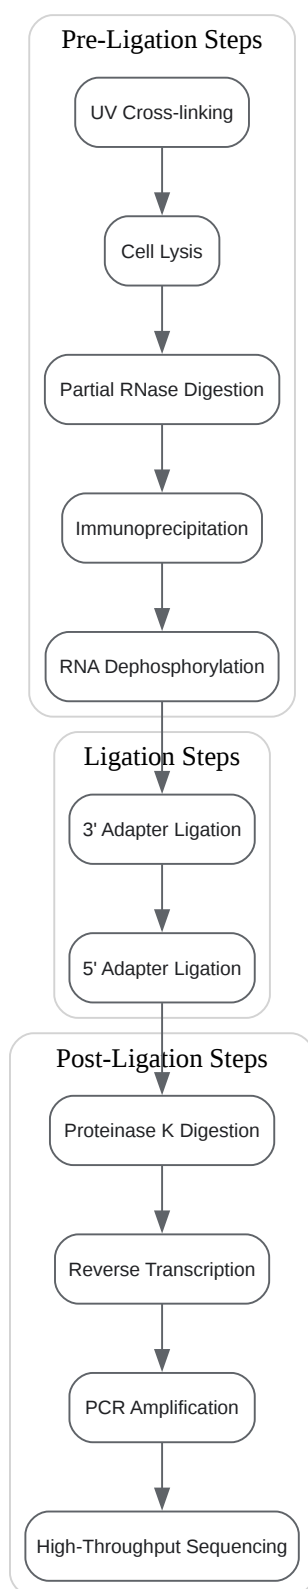 Pre-Ligation Steps
UV Cross-linking
Cell Lysis
Partial RNase Digestion
Immunoprecipitation
RNA Dephosphorylation
Ligation Steps
3' Adapter Ligation
5' Adapter Ligation
Post-Ligation Steps
Proteinase K Digestion
Reverse Transcription
PCR Amplification
High-Throughput Sequencing